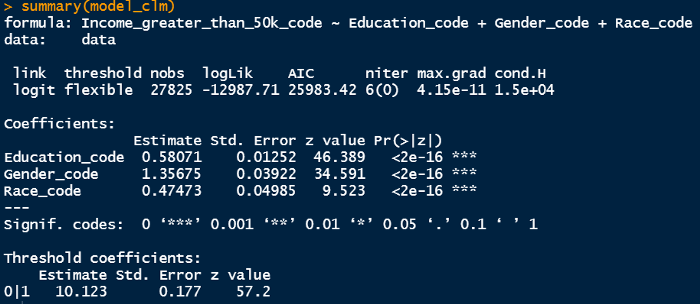 > summary(model_clm)
formula: Income_greater_than_50k_code ~ Education_code + Gender_code + Race_code
data:    data

 link  threshold nobs  logLik    AIC      niter max.grad cond.H
 logit flexible  27825 -12987.71 25983.42 6(0)  4.15e-11 1.5e+04

Coefficients:
               Estimate Std. Error z value Pr(>|z|)
Education_code  0.58071    0.01252  46.389   <2e-16 ***
Gender_code     1.35675    0.03922  34.591   <2e-16 ***
Race_code       0.47473    0.04985   9.523   <2e-16 ***
---
Signif. codes:  0 ‘***’ 0.001 ‘**’ 0.01 ‘*’ 0.05 ‘.’ 0.1 ‘ ’ 1

Threshold coefficients:
    Estimate Std. Error z value
0|1   10.123      0.177    57.2